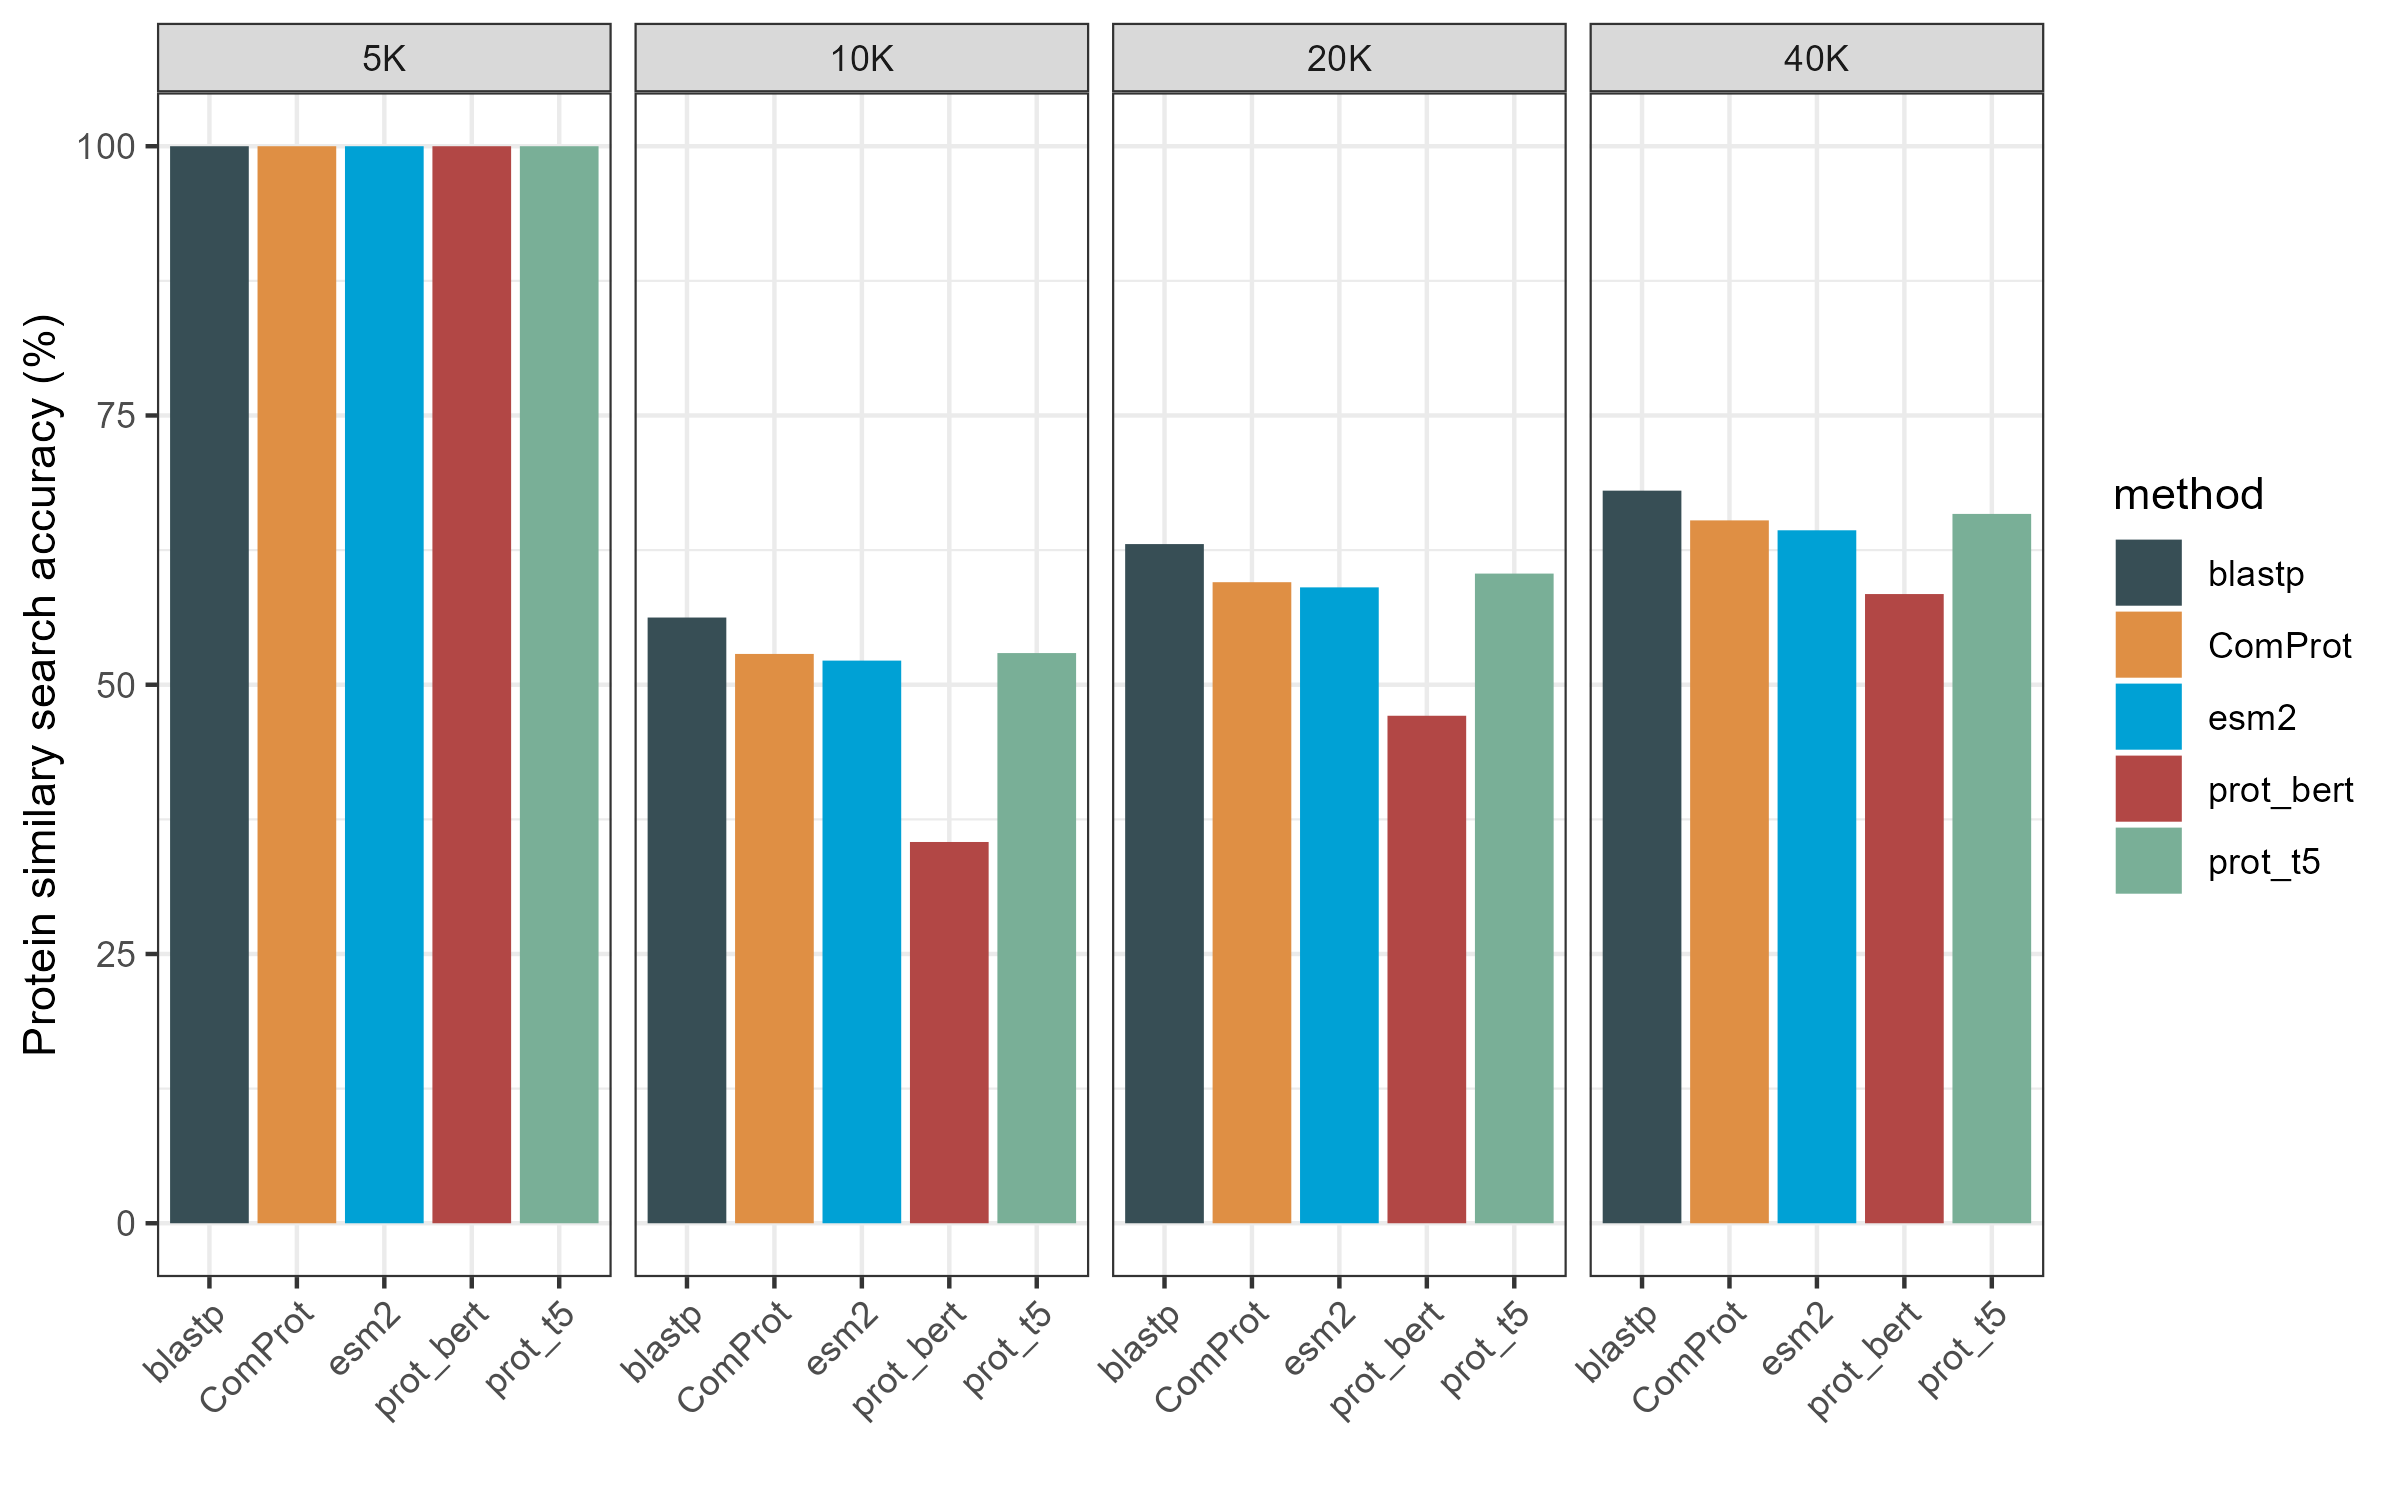 5K
10K
20K
40K
Protein similary search accuracy (%)
100
75
50
25
0
blastp
ComProt
esm2
prot_bert
prot_t5
blastp
ComProt
esm2
prot_bert
prot_t5
blastp
ComProt
esm2
prot_bert
prot_t5
blastp
ComProt
esm2
prot_bert
prot_t5
method
blastp
ComProt
esm2
prot_bert
prot_t5